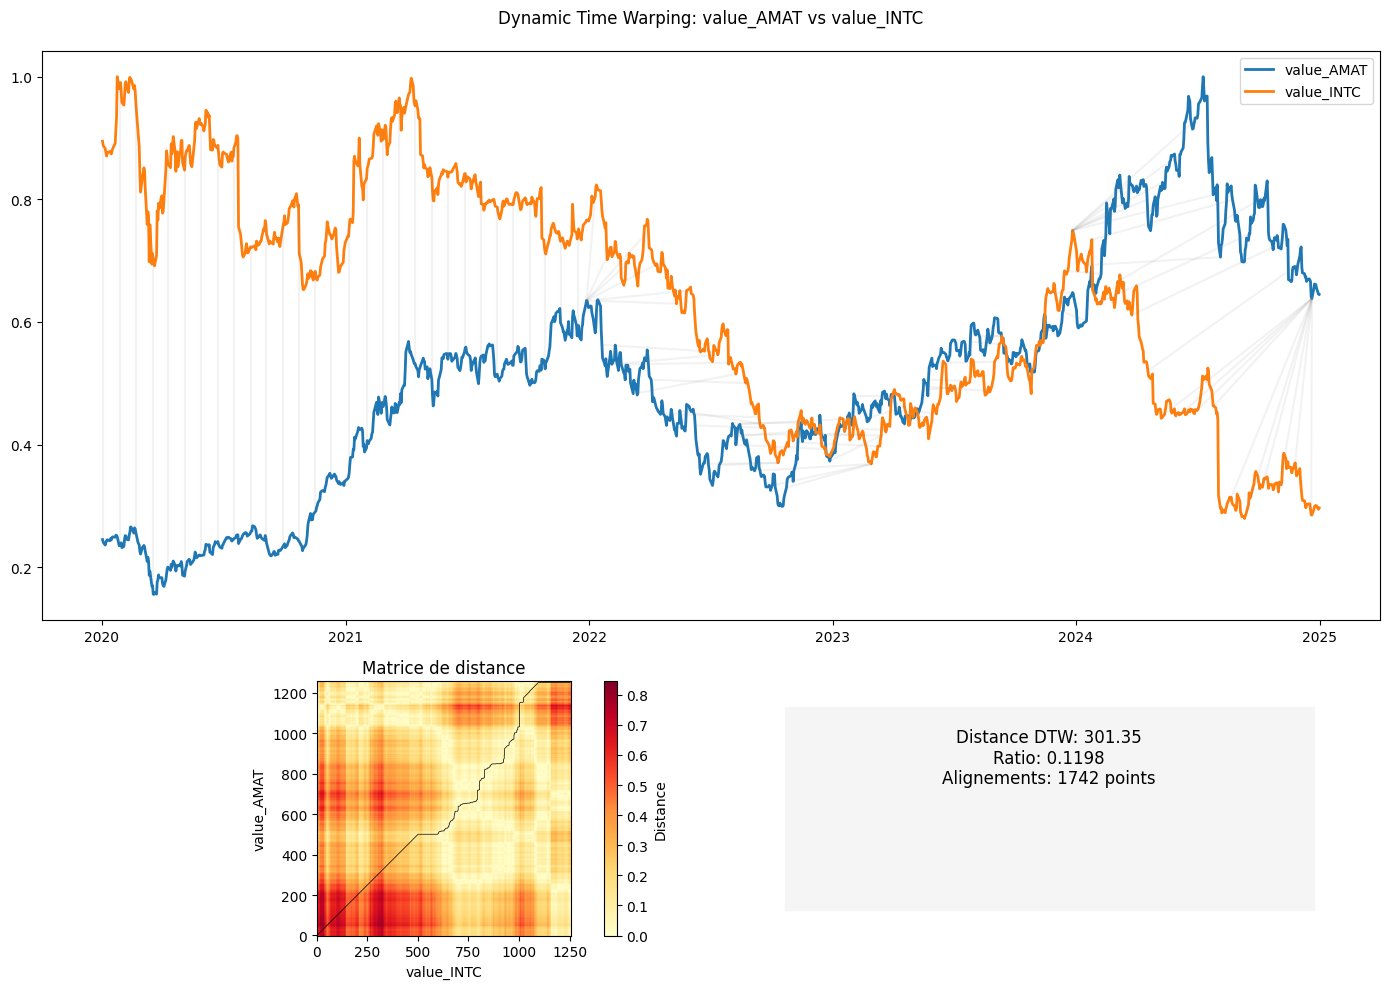 Dynamic Time Warping: value_AMAT vs value_INTC
value_AMAT
value_INTC
1.0
0.8
0.6
0.4
0.2
2020 2021 2022 2023 2024 2025
Matrice de distance
value_AMAT
1200
1000
800
600
400
200
0
0 250 500 750 1000 1250
value_INTC
0.8
0.7
0.6
0.5
0.4
0.3
0.2
0.1
0.0
Distance
Distance DTW: 301.35
Ratio: 0.1198
Alignements: 1742 points